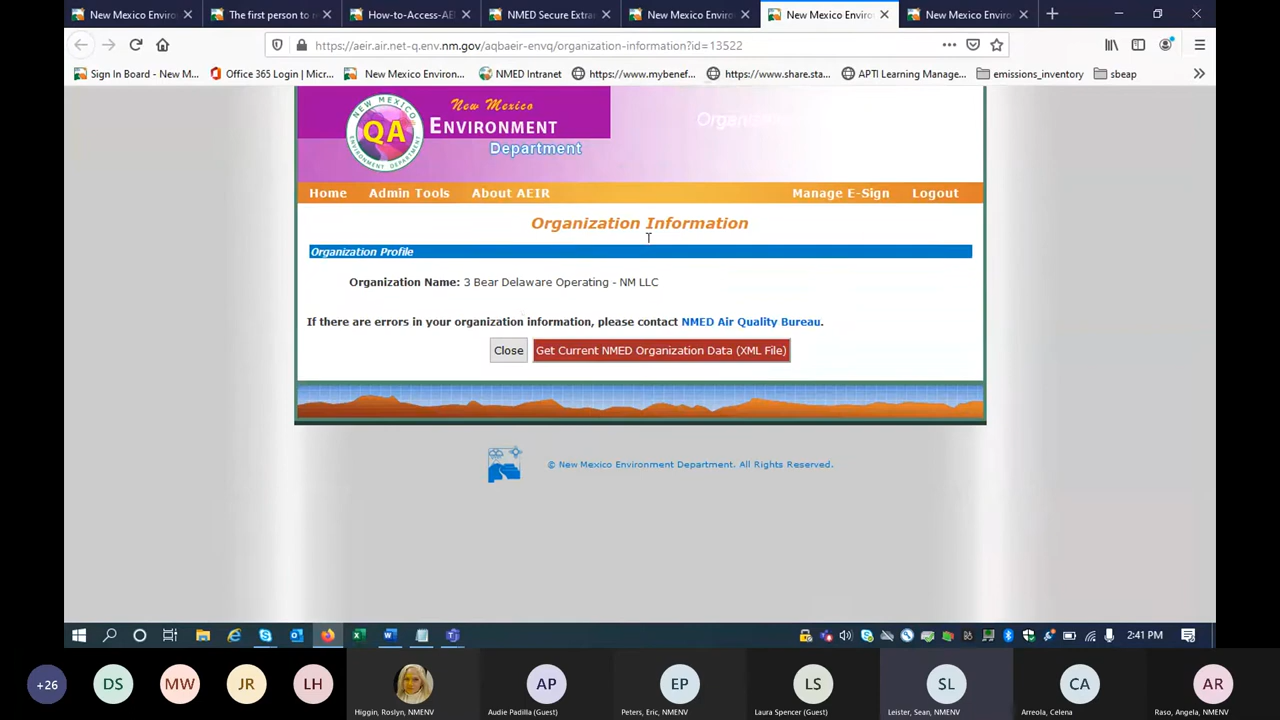 New Mexico Enviro
The first person to r
How-to-Access-AE
NMED Secure Extra
New Mexico Enviro
New Mexico Enviro
New Mexico Enviro
https://aeir.air.net-q.env.nm.gov/aqbaeir-envq/organization-information?id=13522
Sign In Board - New M...
Office 365 Login | Micr...
New Mexico Environ...
NMED Intranet
https://www.mybenef...
https://www.share.sta...
APTI Learning Manage...
emissions_inventory
sbeap
NEW MEXICO
QA
ENVIRONMENT DEPARTMENT
New Mexico
ENVIRONMENT
Department
Home Admin Tools About AEIR Manage E-Sign Logout
Organization Information
Organization Profile
Organization Name: 3 Bear Delaware Operating - NM LLC
If there are errors in your organization information, please contact NMED Air Quality Bureau.
Close Get Current NMED Organization Data (XML File)
© New Mexico Environment Department. All Rights Reserved.
2:41 PM
+26 DS MW JR LH AP EP LS SL CA AR
Higgin, Roslyn, NMENV
Audie Padilla (Guest)
Peters, Eric, NMENV
Laura Spencer (Guest)
Leister, Sean, NMENV
Arreola, Celena
Raso, Angela, NMENV